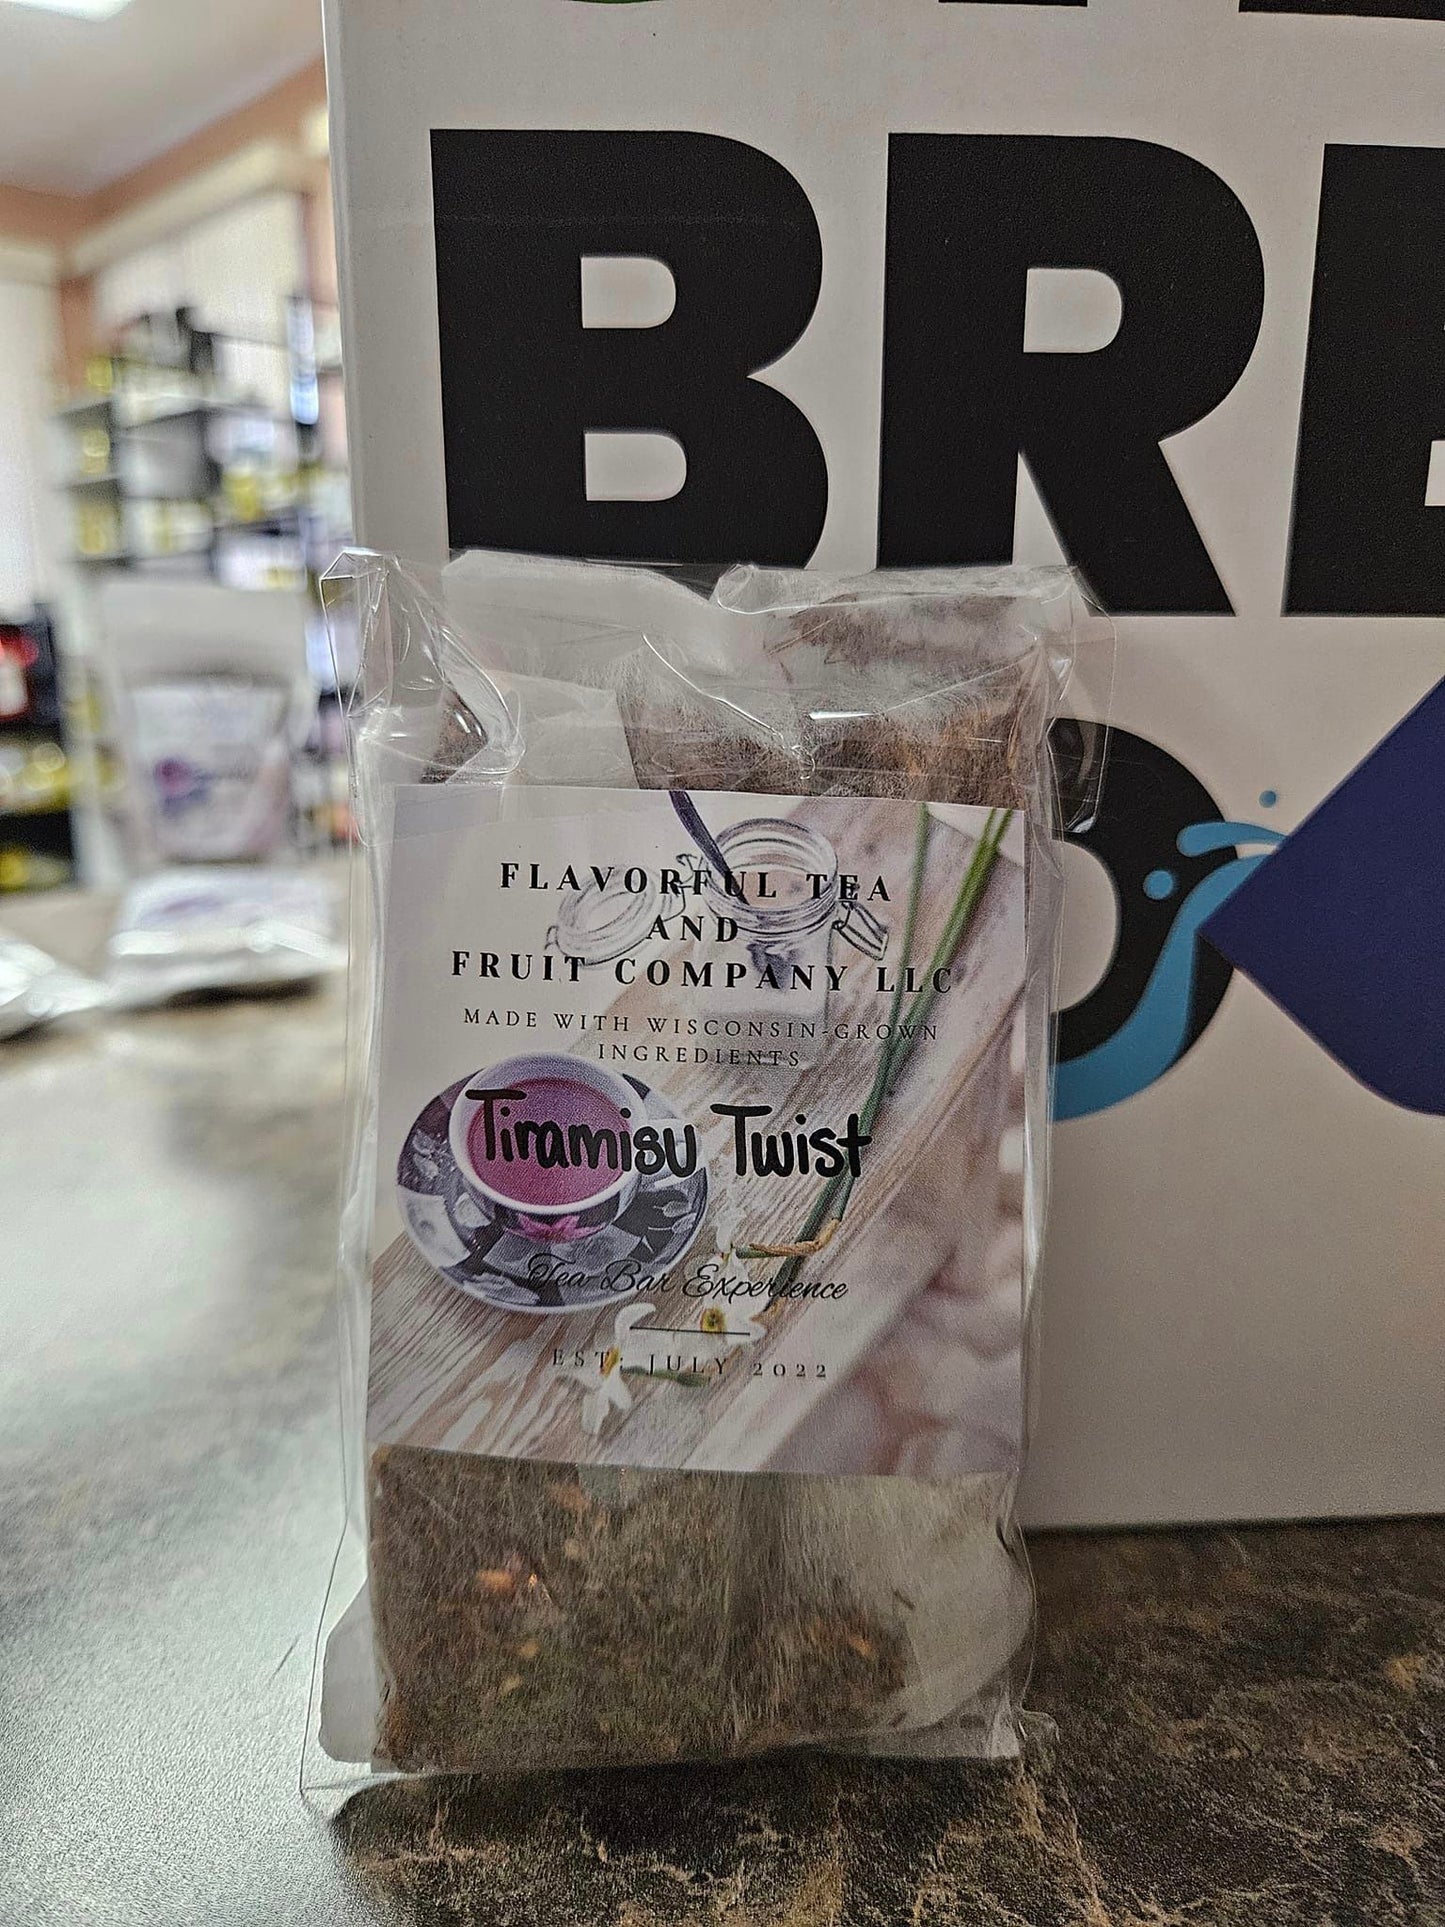 BRE
FLAVORFUL TEA
AND
FRUIT COMPANY LLC
MADE WITH WISCONSIN-GROWN
INGREDIENTS
Tiramisu Twist
Tea Bar Experience
EST: JULY 2022